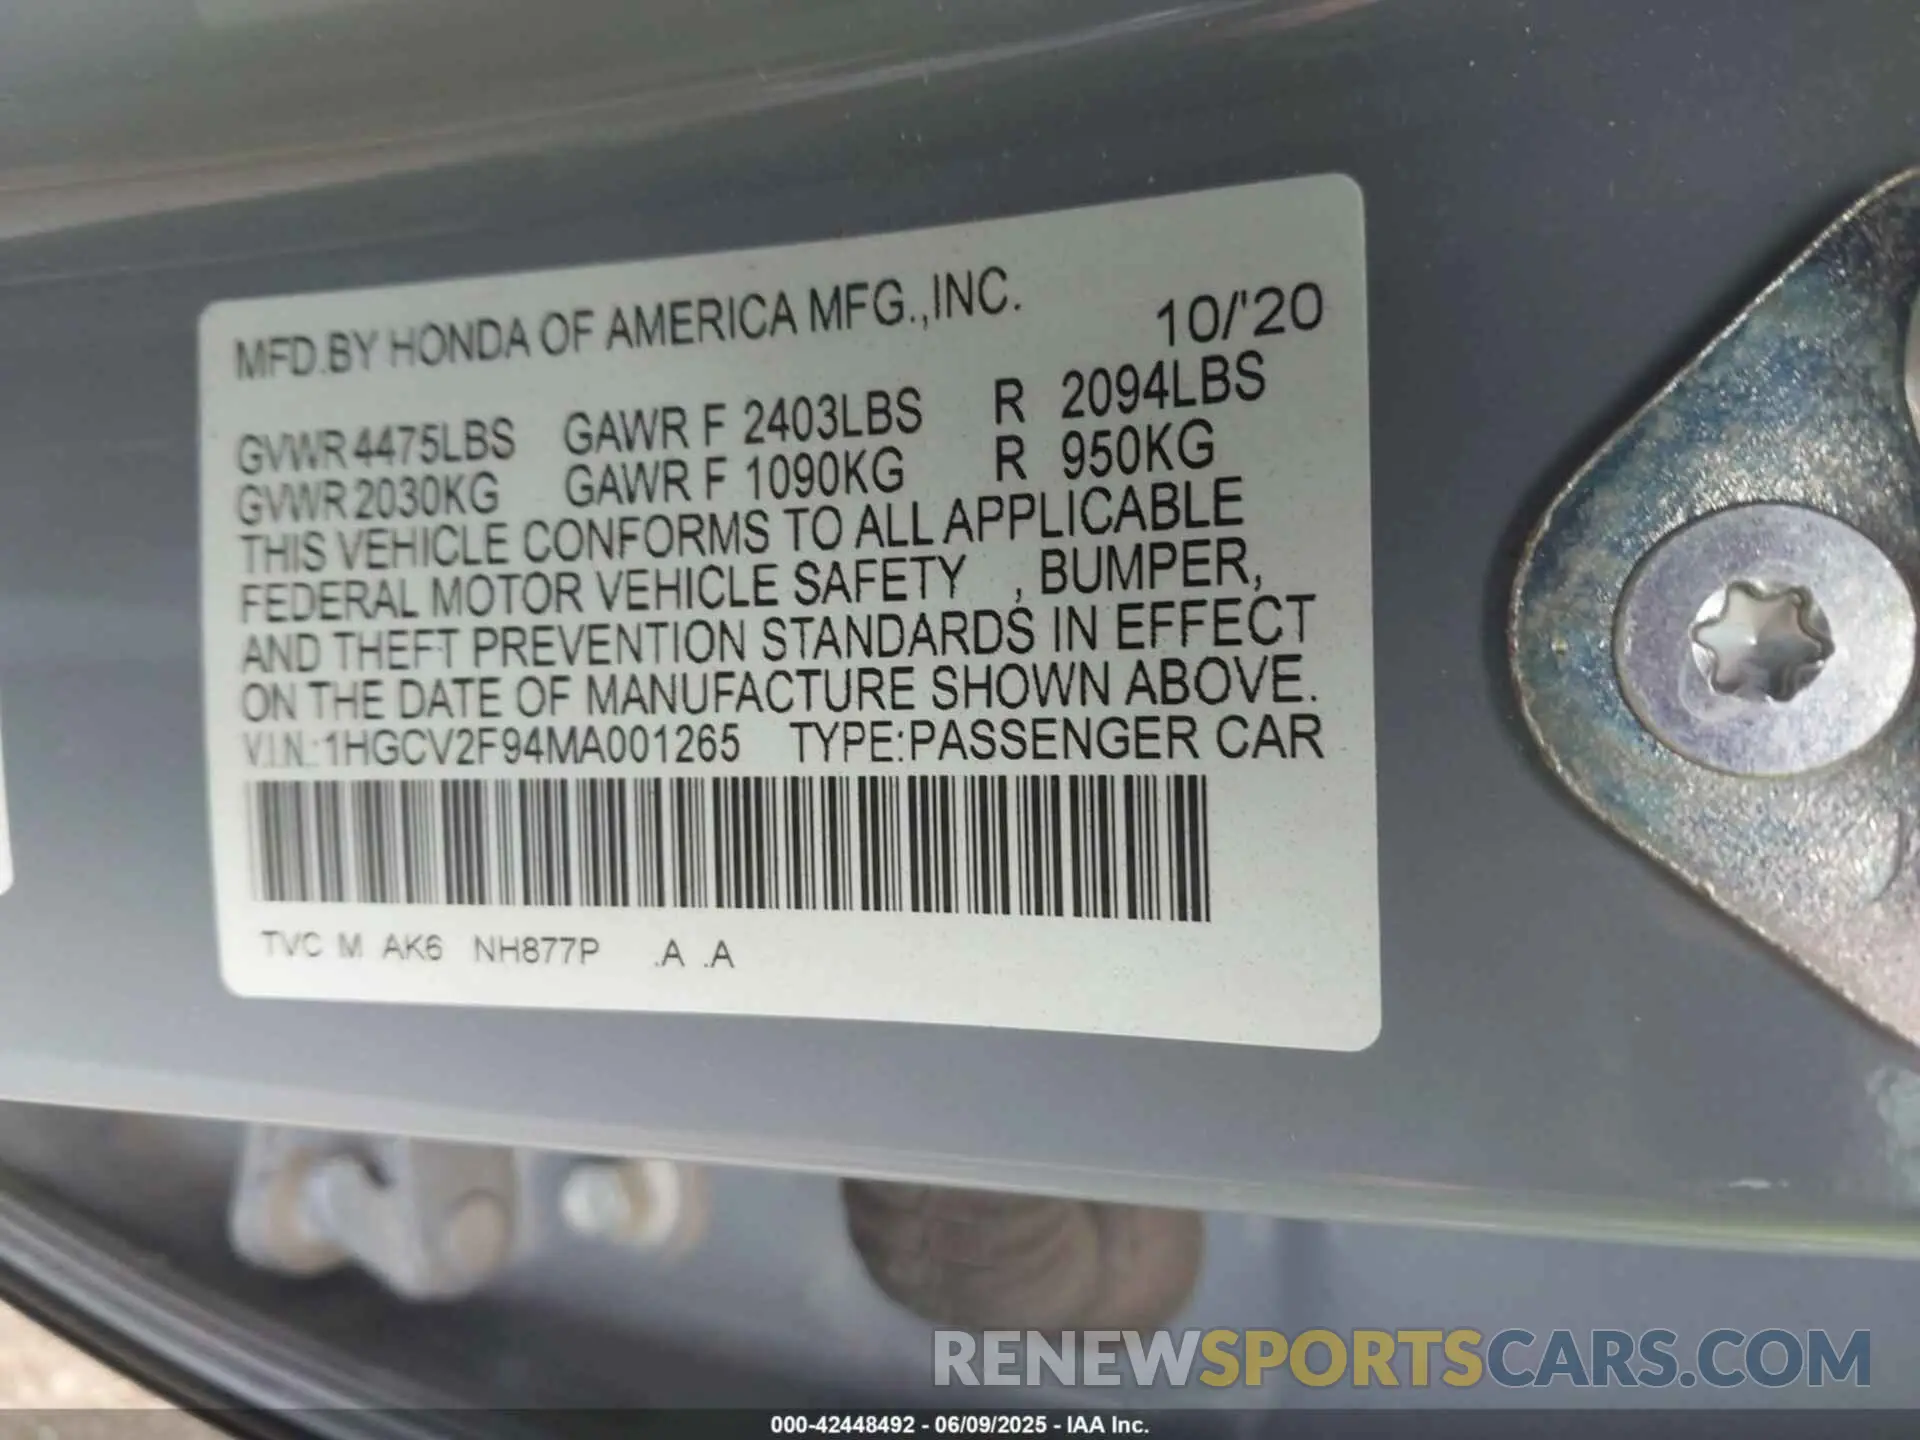 MFD.BY HONDA OF AMERICA MFG.,INC. 10/'20
GVWR 4475LBS GAWR F 2403LBS R 2094LBS
GVWR 2030KG GAWR F 1090KG R 950KG
THIS VEHICLE CONFORMS TO ALL APPLICABLE
FEDERAL MOTOR VEHICLE SAFETY , BUMPER,
AND THEFT PREVENTION STANDARDS IN EFFECT
ON THE DATE OF MANUFACTURE SHOWN ABOVE.
V.I.N.:1HGCV2F94MA001265 TYPE:PASSENGER CAR
TVC M AK6 NH877P .A .A
RENEWSPORTSCARS.COM
000-42448492 - 06/09/2025 - IAA Inc.